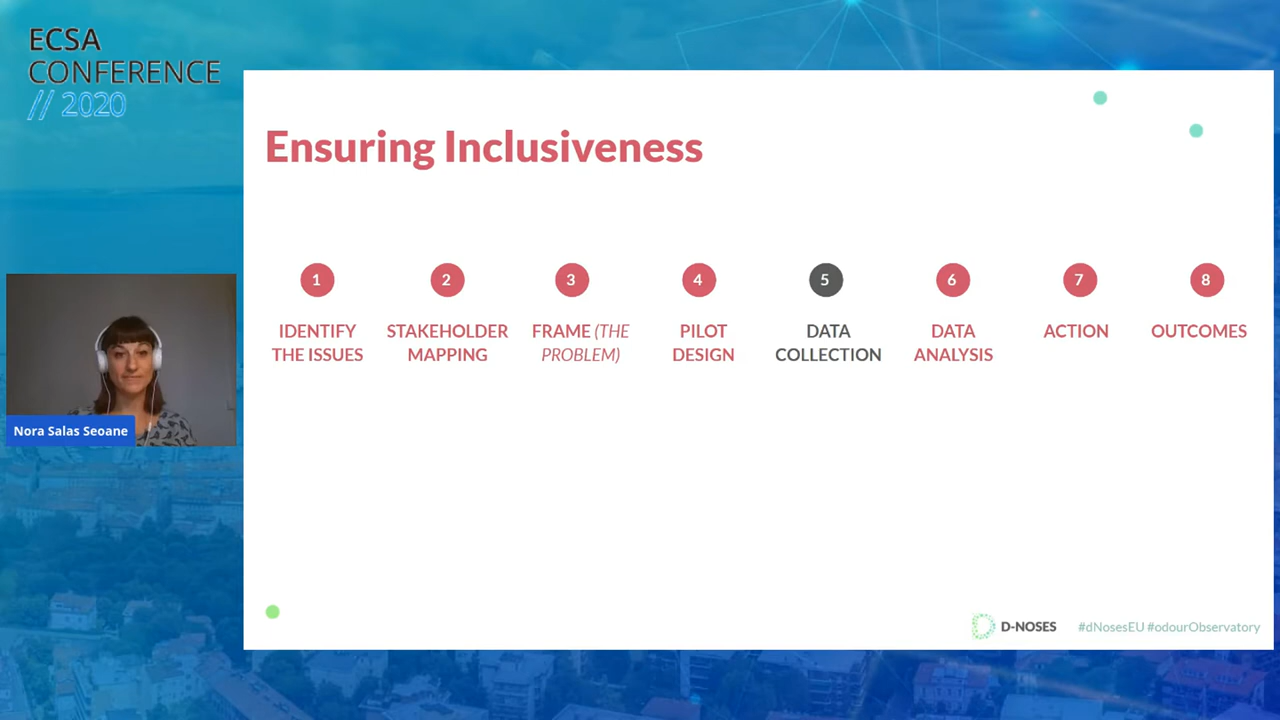 ECSA
CONFERENCE
// 2020
Ensuring Inclusiveness
1 2 3 4 5 6 7 8
IDENTIFY
THE ISSUES
STAKEHOLDER
MAPPING
FRAME (THE
PROBLEM)
PILOT
DESIGN
DATA
COLLECTION
DATA
ANALYSIS
ACTION
OUTCOMES
Nora Salas Seoane
D-NOSES
#dNosesEU #odourObservatory